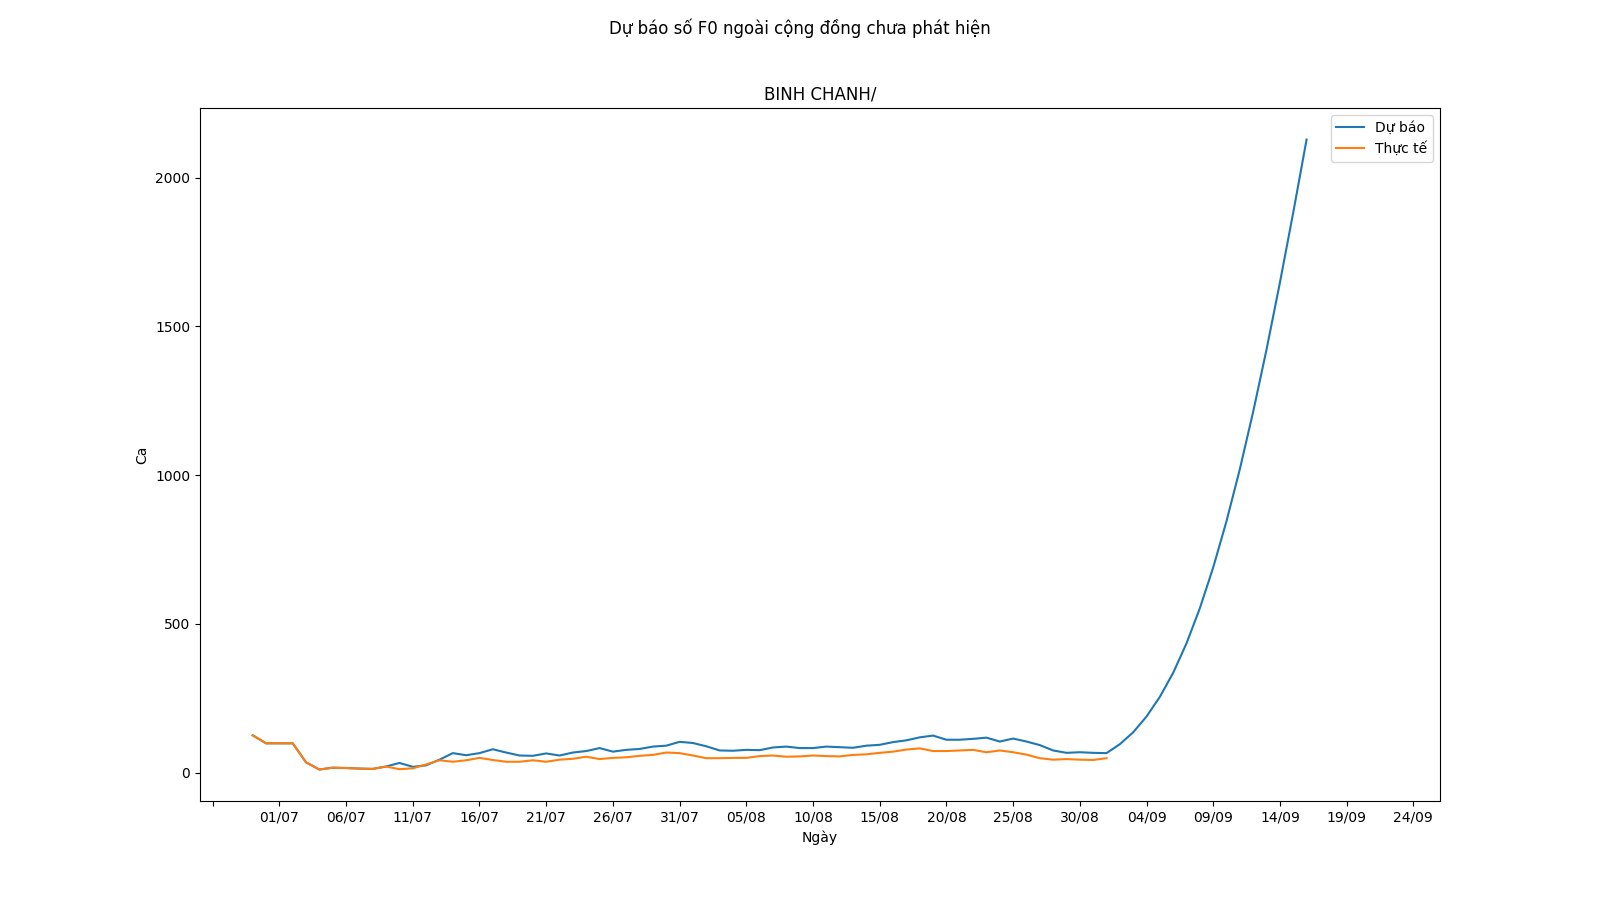 Dự báo số F0 ngoài cộng đồng chưa phát hiện
BINH CHANH/
Dự báo
Thực tế
2000
1500
1000
500
0
Ca
01/07 06/07 11/07 16/07 21/07 26/07 31/07 05/08 10/08 15/08 20/08 25/08 30/08 04/09 09/09 14/09 19/09 24/09
Ngày